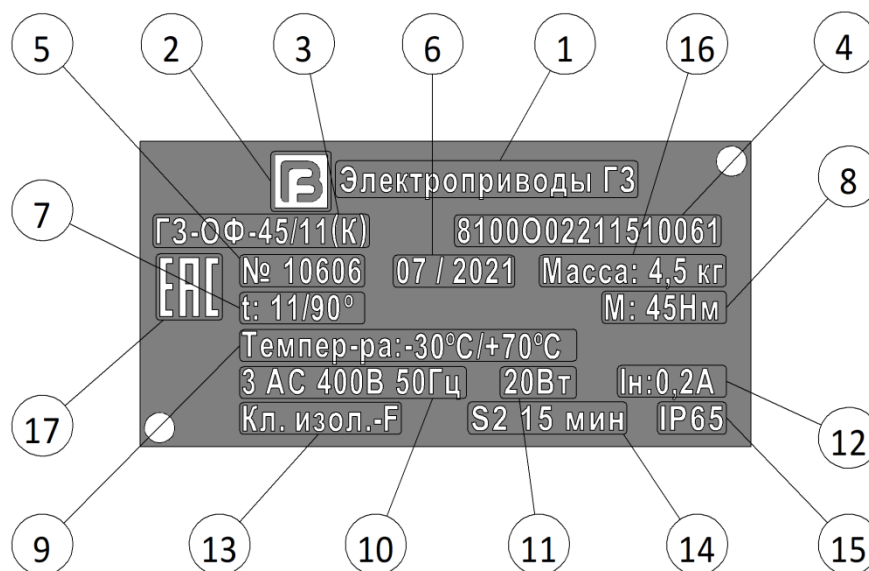 5 2 3 6 1 16 4
Электроприводы ГЗ
ГЗ-ОФ-45/11(К) 8100О02211510061
7 8
№ 10606 07 / 2021 Масса: 4,5 кг
ЕАС t: 11/90° М: 45Нм
Темпер-ра:-30°С/+70°С
3 АС 400В 50Гц 20Вт Iн:0,2А
Кл. изол.-F S2 15 мин IP65
17 12
9 13 10 11 14 15